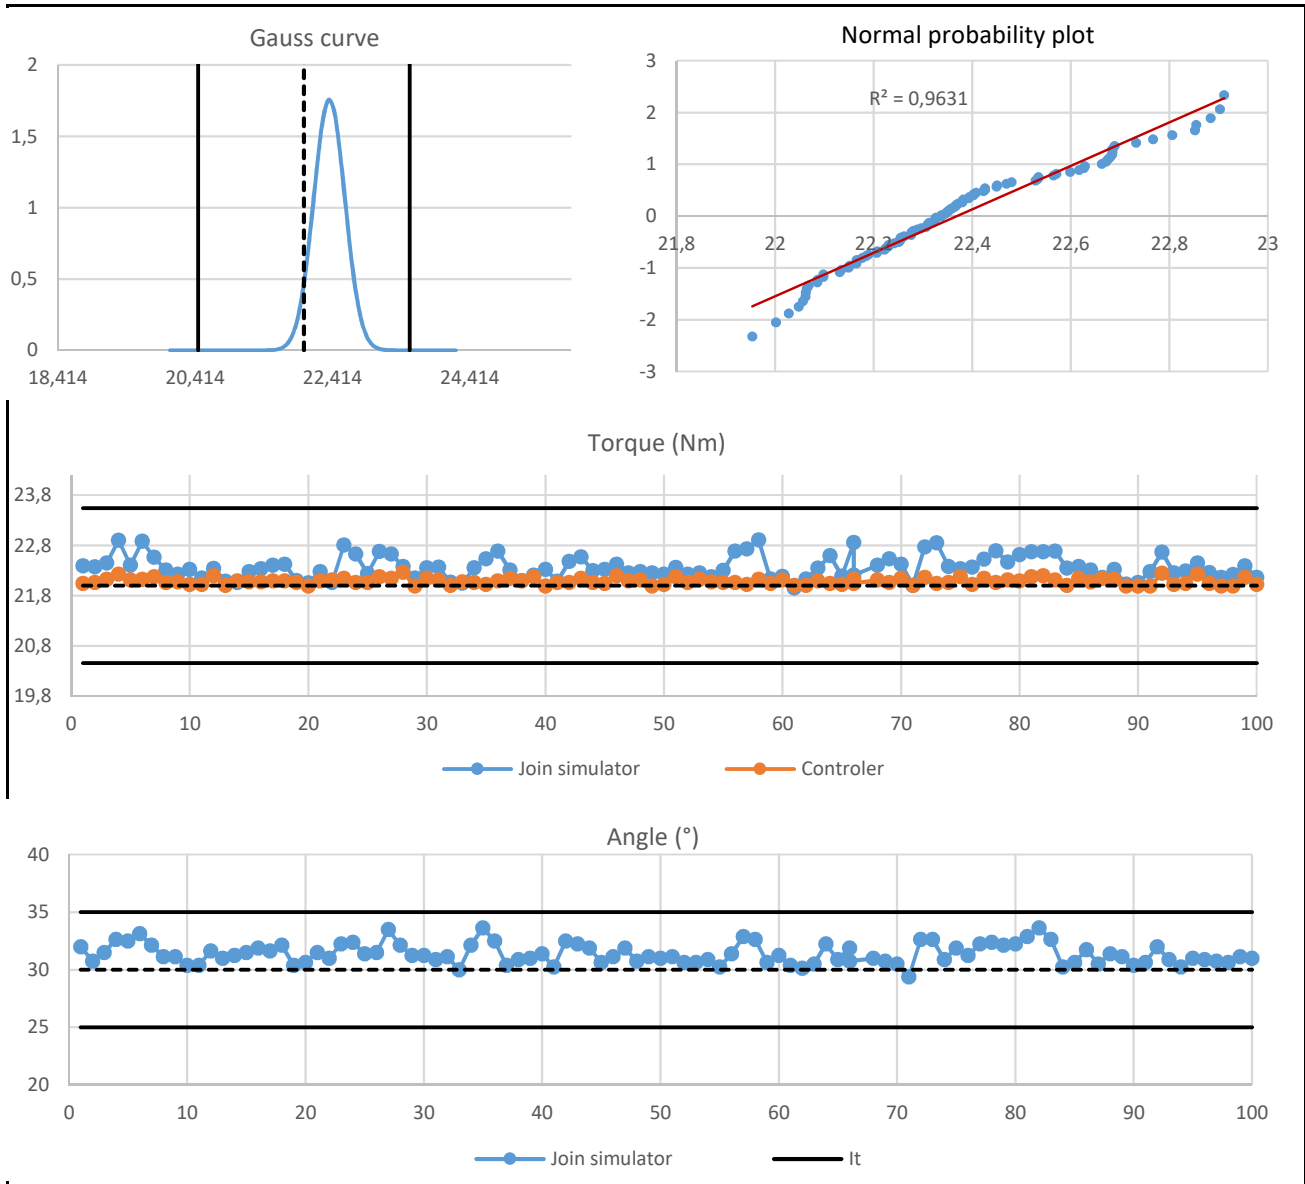 Gauss curve
2
1,5
1
0,5
0
18,414 20,414 22,414 24,414
Normal probability plot
R² = 0,9631
3
2
1
0
-1
-2
-3
21,8 22 22,2 22,4 22,6 22,8 23
Torque (Nm)
23,8
22,8
21,8
20,8
19,8
0 10 20 30 40 50 60 70 80 90 100
Join simulator Controler
Angle (°)
40
35
30
25
20
0 10 20 30 40 50 60 70 80 90 100
Join simulator It